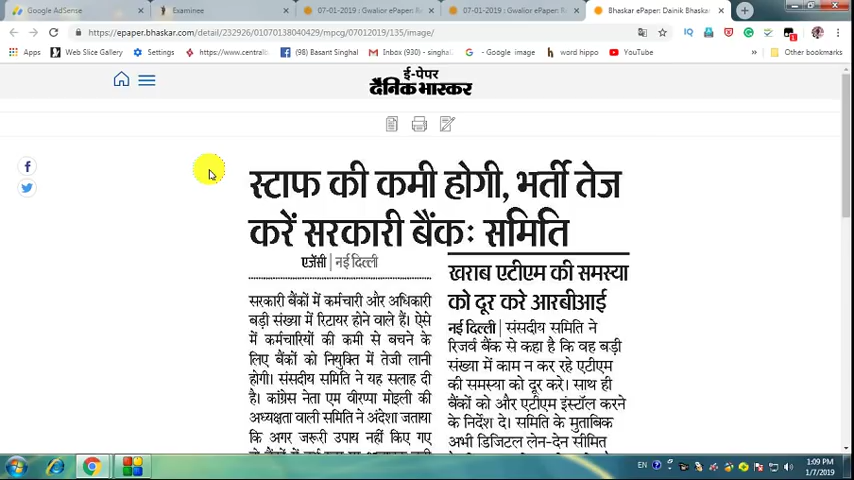 Google AdSense
Examinee
07-01-2019 : Gwalior ePaper:
07-01-2019 : Gwalior ePaper:
Bhaskar ePaper: Dainik Bhaskar
https://epaper.bhaskar.com/detail/232926/01070138040429/mpcg/07012019/135/image/
Apps
Web Slice Gallery
Settings
https://www.centralb
(98) Basant Singhal
Inbox (930) - singha
Google - image
word hippo
YouTube
Other bookmarks
ई-पेपर
दैनिक भास्कर
स्टाफ की कमी होगी, भर्ती तेज
करें सरकारी बैंक: समिति
एजेंसी | नई दिल्ली
सरकारी बैंकों में कर्मचारी और अधिकारी
बड़ी संख्या में रिटायर होने वाले हैं। ऐसे
में कर्मचारियों की कमी से बचने के
लिए बैंकों को नियुक्ति में तेजी लानी
होगी। संसदीय समिति ने यह सलाह दी
है। कांग्रेस नेता एम वीरप्पा मोइली की
अध्यक्षता वाली समिति ने अंदेशा जताया
कि अगर जरूरी उपाय नहीं किए गए
खराब एटीएम की समस्या
को दूर करे आरबीआई
नई दिल्ली | संसदीय समिति ने
रिजर्व बैंक से कहा है कि वह बड़ी
संख्या में काम न कर रहे एटीएम
की समस्या को दूर करे। साथ ही
बैंकों को और एटीएम इंस्टॉल करने
के निर्देश दे। समिति के मुताबिक
अभी डिजिटल लेन-देन सीमित
EN
1:09 PM
1/7/2019